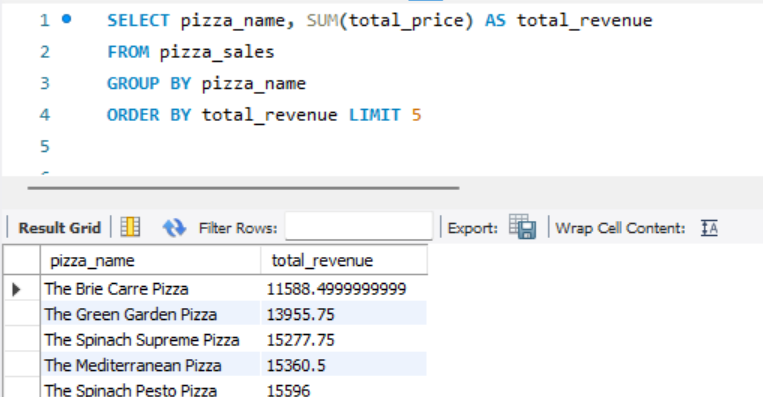 1 SELECT pizza_name, SUM(total_price) AS total_revenue
2 FROM pizza_sales
3 GROUP BY pizza_name
4 ORDER BY total_revenue LIMIT 5
5
Result Grid Filter Rows: Export: Wrap Cell Content:
pizza_name total_revenue
The Brie Carre Pizza 11588.4999999999
The Green Garden Pizza 13955.75
The Spinach Supreme Pizza 15277.75
The Mediterranean Pizza 15360.5
The Spinach Pesto Pizza 15596